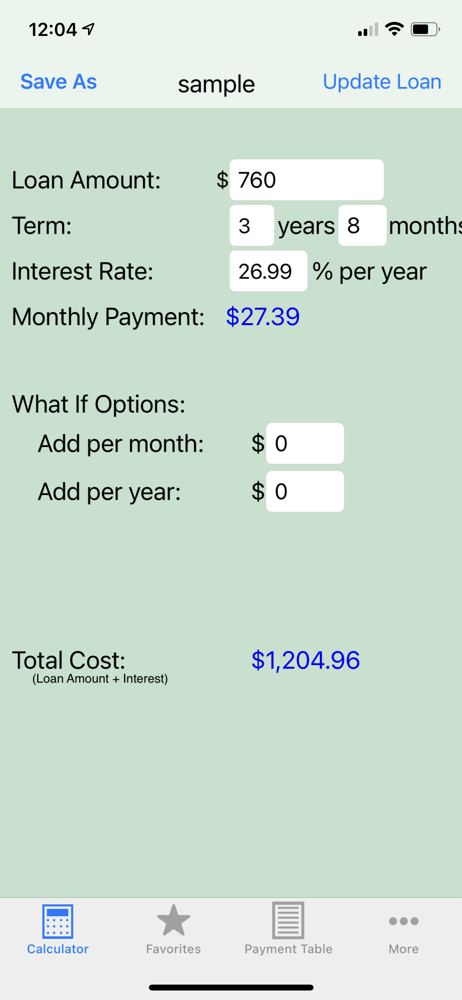 12:04
Save As sample Update Loan
Loan Amount: $ 760
Term: 3 years 8 months
Interest Rate: 26.99 % per year
Monthly Payment: $27.39
What If Options:
Add per month: $ 0
Add per year: $ 0
Total Cost: $1,204.96
(Loan Amount + Interest)
Calculator Favorites Payment Table More